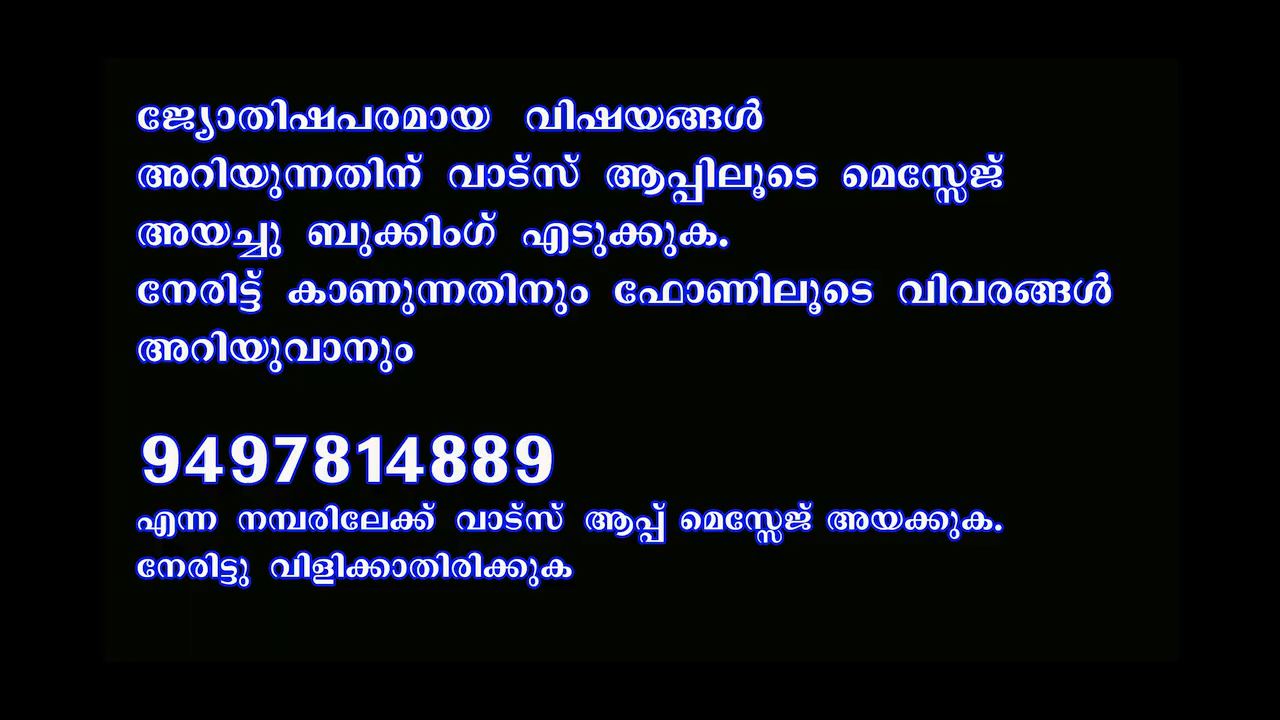 ജ്യോതിഷപരമായ വിഷയങ്ങൾ
അറിയുന്നതിന് വാട്സ് ആപ്പിലൂടെ മെസ്സേജ്
അയച്ചു ബുക്കിംഗ് എടുക്കുക.
നേരിട്ട് കാണുന്നതിനും ഫോണിലൂടെ വിവരങ്ങൾ
അറിയുവാനും
9497814889
എന്ന നമ്പരിലേക്ക് വാട്സ് ആപ്പ് മെസ്സേജ് അയക്കുക.
നേരിട്ടു വിളിക്കാതിരിക്കുക